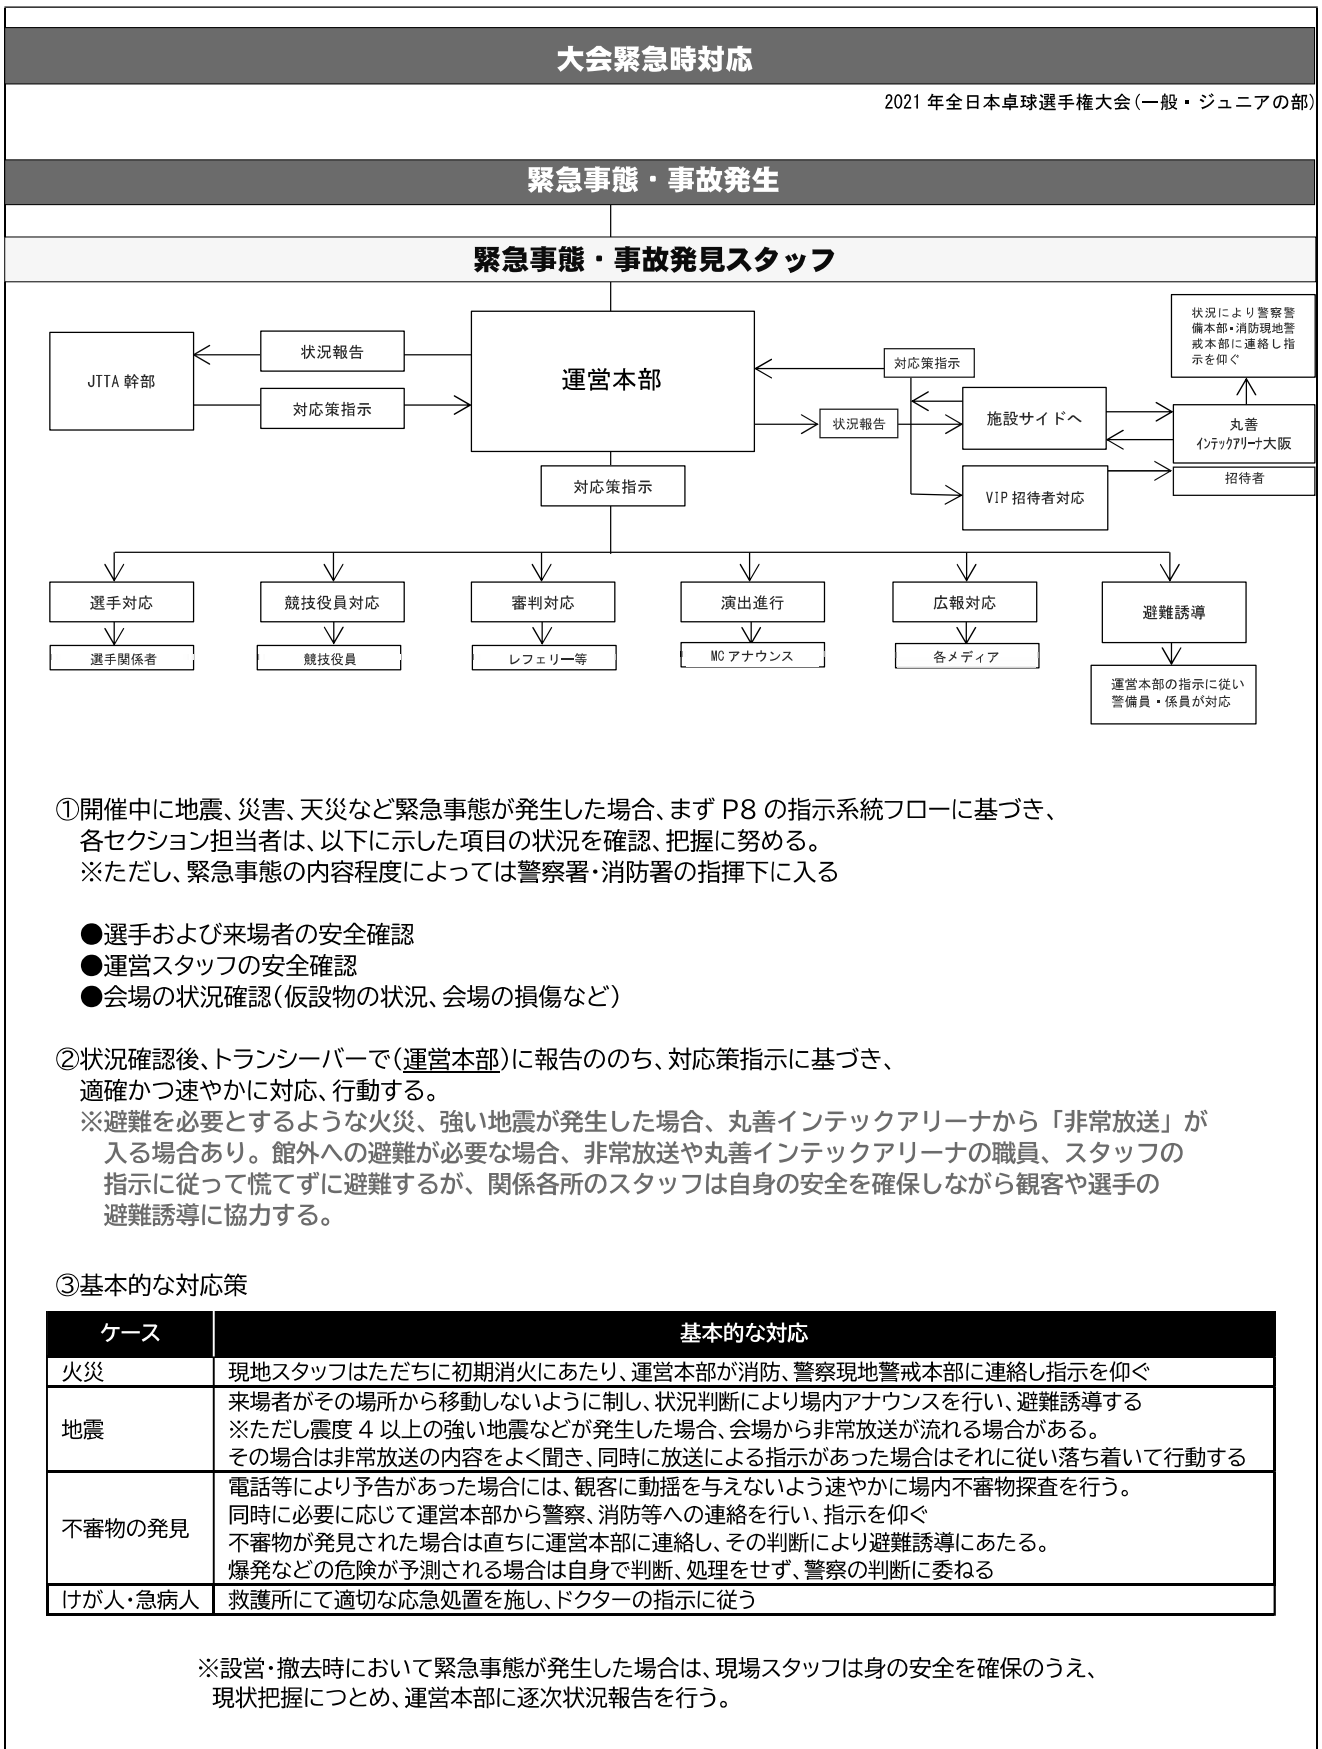 大会緊急時対応
2021 年全日本卓球選手権大会(一般・ジュニアの部)
緊急事態・事故発生
緊急事態・事故発見スタッフ
状況により警察警
備本部・消防現地警
戒本部に連絡し指
示を仰ぐ
JTTA 幹部
状況報告
対応策指示
運営本部
対応策指示
状況報告
施設サイドへ
丸善
インテックアリーナ大阪
招待者
VIP 招待者対応
対応策指示
選手対応
競技役員対応
審判対応
演出進行
広報対応
避難誘導
選手関係者
競技役員
レフェリー等
MC アナウンス
各メディア
運営本部の指示に従い
警備員・係員が対応
①開催中に地震、災害、天災など緊急事態が発生した場合、まず P8 の指示系統フローに基づき、
各セクション担当者は、以下に示した項目の状況を確認、把握に努める。
※ただし、緊急事態の内容程度によっては警察署・消防署の指揮下に入る
●選手および来場者の安全確認
●運営スタッフの安全確認
●会場の状況確認(仮設物の状況、会場の損傷など)
②状況確認後、トランシーバーで(運営本部)に報告ののち、対応策指示に基づき、
適確かつ速やかに対応、行動する。
※避難を必要とするような火災、強い地震が発生した場合、丸善インテックアリーナから「非常放送」が
入る場合あり。館外への避難が必要な場合、非常放送や丸善インテックアリーナの職員、スタッフの
指示に従って慌てずに避難するが、関係各所のスタッフは自身の安全を確保しながら観客や選手の
避難誘導に協力する。
③基本的な対応策
ケース 基本的な対応
火災 現地スタッフはただちに初期消火にあたり、運営本部が消防、警察現地警戒本部に連絡し指示を仰ぐ
地震
来場者がその場所から移動しないように制し、状況判断により場内アナウンスを行い、避難誘導する
※ただし震度 4 以上の強い地震などが発生した場合、会場から非常放送が流れる場合がある。
その場合は非常放送の内容をよく聞き、同時に放送による指示があった場合はそれに従い落ち着いて行動する
不審物の発見
電話等により予告があった場合には、観客に動揺を与えないよう速やかに場内不審物探査を行う。
同時に必要に応じて運営本部から警察、消防等への連絡を行い、指示を仰ぐ
不審物が発見された場合は直ちに運営本部に連絡し、その判断により避難誘導にあたる。
爆発などの危険が予測される場合は自身で判断、処理をせず、警察の判断に委ねる
けが人・急病人 救護所にて適切な応急処置を施し、ドクターの指示に従う
※設営・撤去時において緊急事態が発生した場合は、現場スタッフは身の安全を確保のうえ、
現状把握につとめ、運営本部に逐次状況報告を行う。